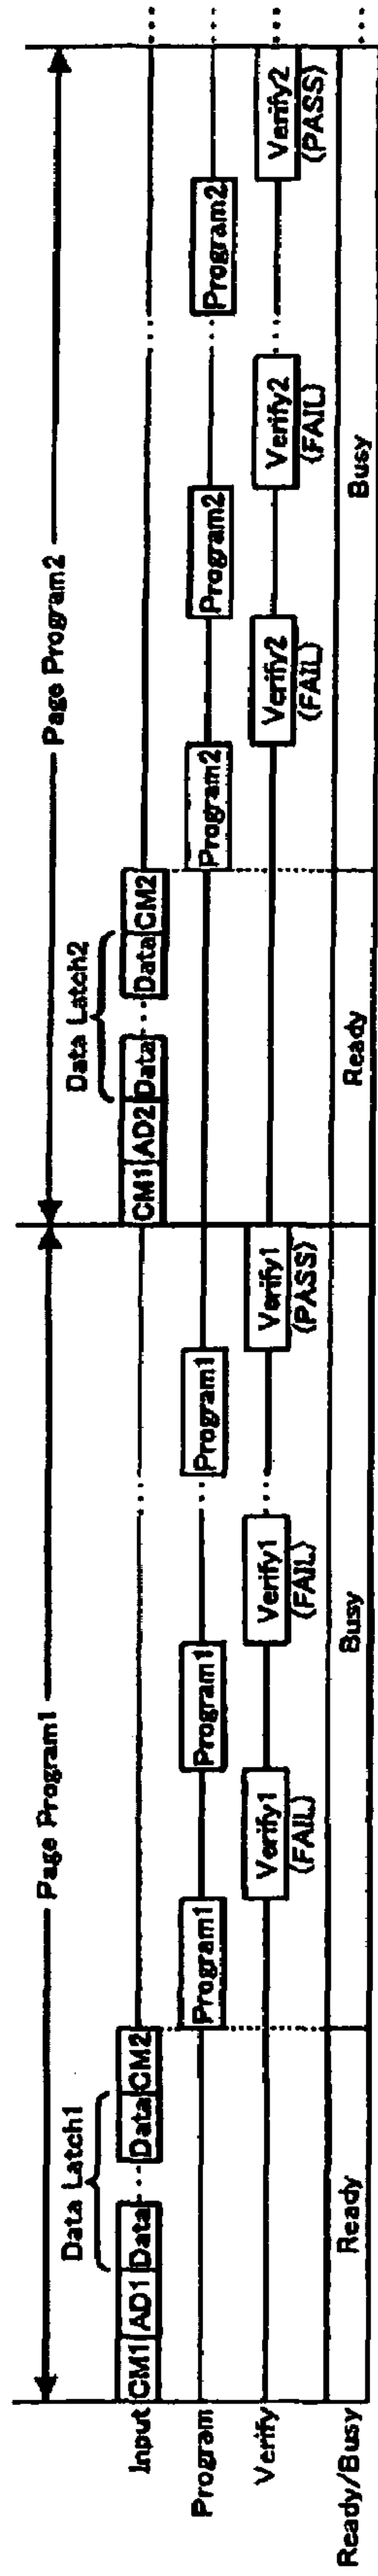 Page Program1
Page Program2
Data Latch1
Data Latch2
Input
CM1 AD1 Data ... Data CM2
...
CM1 AD2 Data ... Data CM2
...
Program
Program1
Program1
...
Program1
Program2
Program2
...
Program2
Verify
Verify1
(FAIL)
Verify1
(FAIL)
...
Verify1
(PASS)
Verify2
(FAIL)
Verify2
(FAIL)
...
Verify2
(PASS)
Ready/Busy
Ready
Busy
Ready
Busy